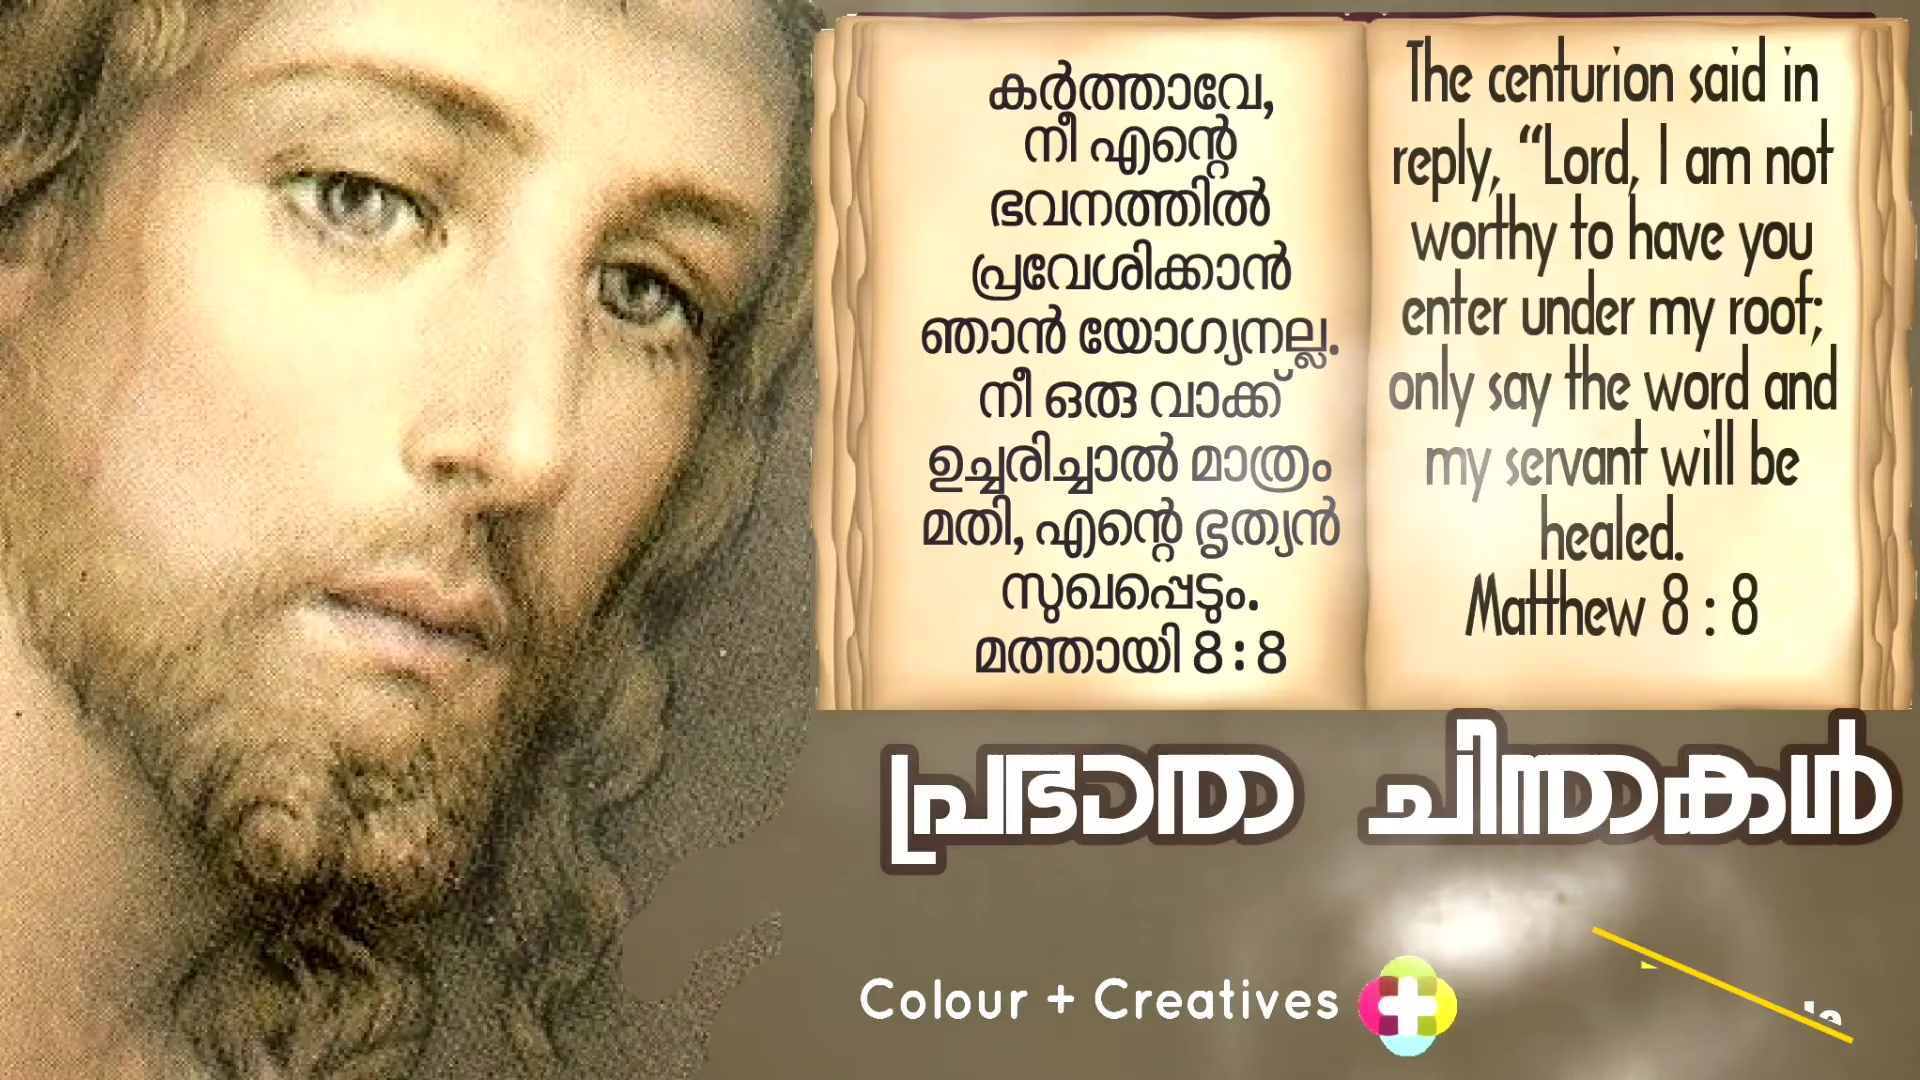 കർത്താവേ,
നീ എന്റെ
ഭവനത്തിൽ
പ്രവേശിക്കാൻ
ഞാൻ യോഗ്യനല്ല.
നീ ഒരു വാക്ക്
ഉച്ചരിച്ചാൽ മാത്രം
മതി, എന്റെ ഭൃത്യൻ
സുഖപ്പെടും.
മത്തായി 8 : 8
The centurion said in
reply, “Lord, I am not
worthy to have you
enter under my roof;
only say the word and
my servant will be
healed.
Matthew 8 : 8
പ്രഭാത ചിന്തകൾ
Colour + Creatives